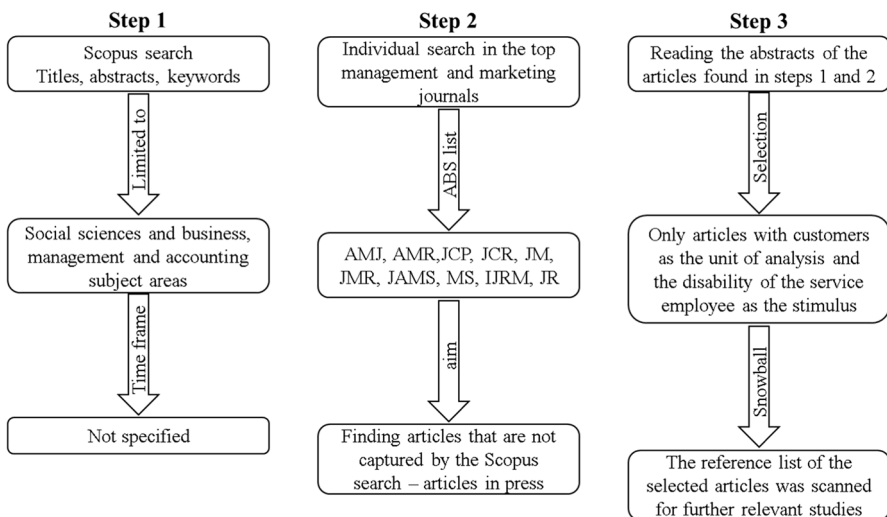 Step 1
Scopus search
Titles, abstracts, keywords
Limited to
Social sciences and business,
management and accounting
subject areas
Time frame
Not specified
Step 2
Individual search in the top
management and marketing
journals
ABS list
AMJ, AMR,JCP, JCR, JM,
JMR, JAMS, MS, IJRM, JR
aim
Finding articles that are not
captured by the Scopus
search – articles in press
Step 3
Reading the abstracts of the
articles found in steps 1 and 2
Selection
Only articles with customers
as the unit of analysis and
the disability of the service
employee as the stimulus
Snowball
The reference list of the
selected articles was scanned
for further relevant studies